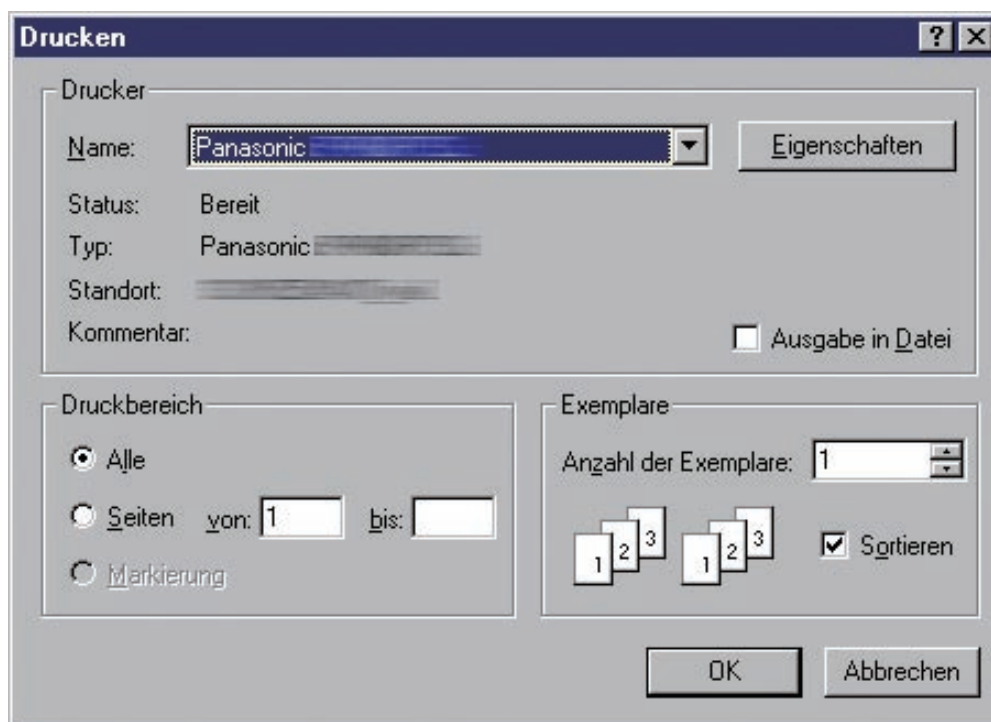 Drucken
Drucker
Name: Panasonic Eigenschaften
Status: Bereit
Typ: Panasonic
Standort:
Kommentar: Ausgabe in Datei
Druckbereich
Alle
Seiten von: 1 bis:
Markierung
Exemplare
Anzahl der Exemplare: 1
1 2 3 1 2 3 Sortieren
OK Abbrechen